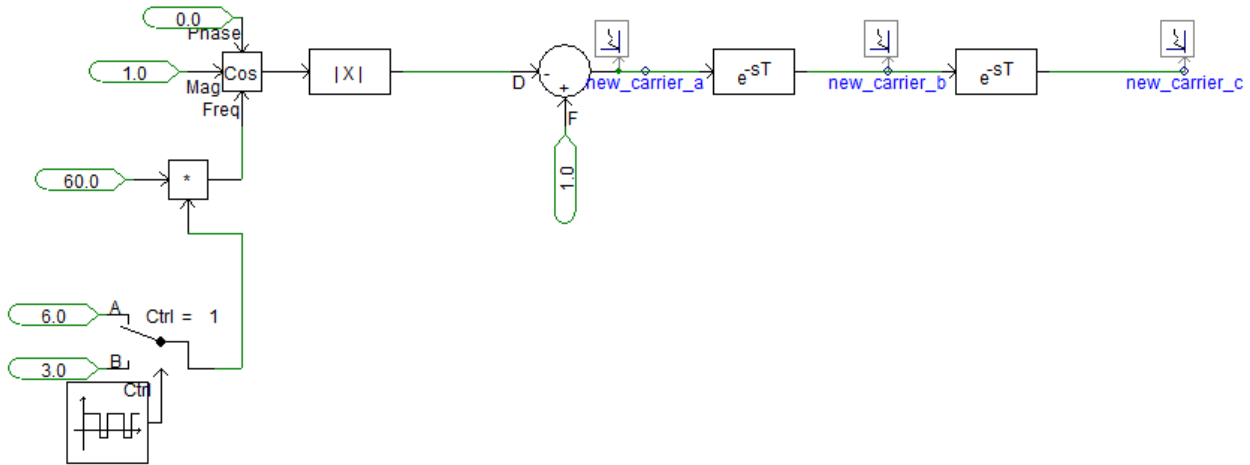 0.0
Phase
1.0
Mag
Cos
Freq
|X|
D
-
+
F
1.0
new_carrier_a
e-sT
new_carrier_b
e-sT
new_carrier_c
60.0
*
6.0
A
Ctrl = 1
3.0
B
Ctrl